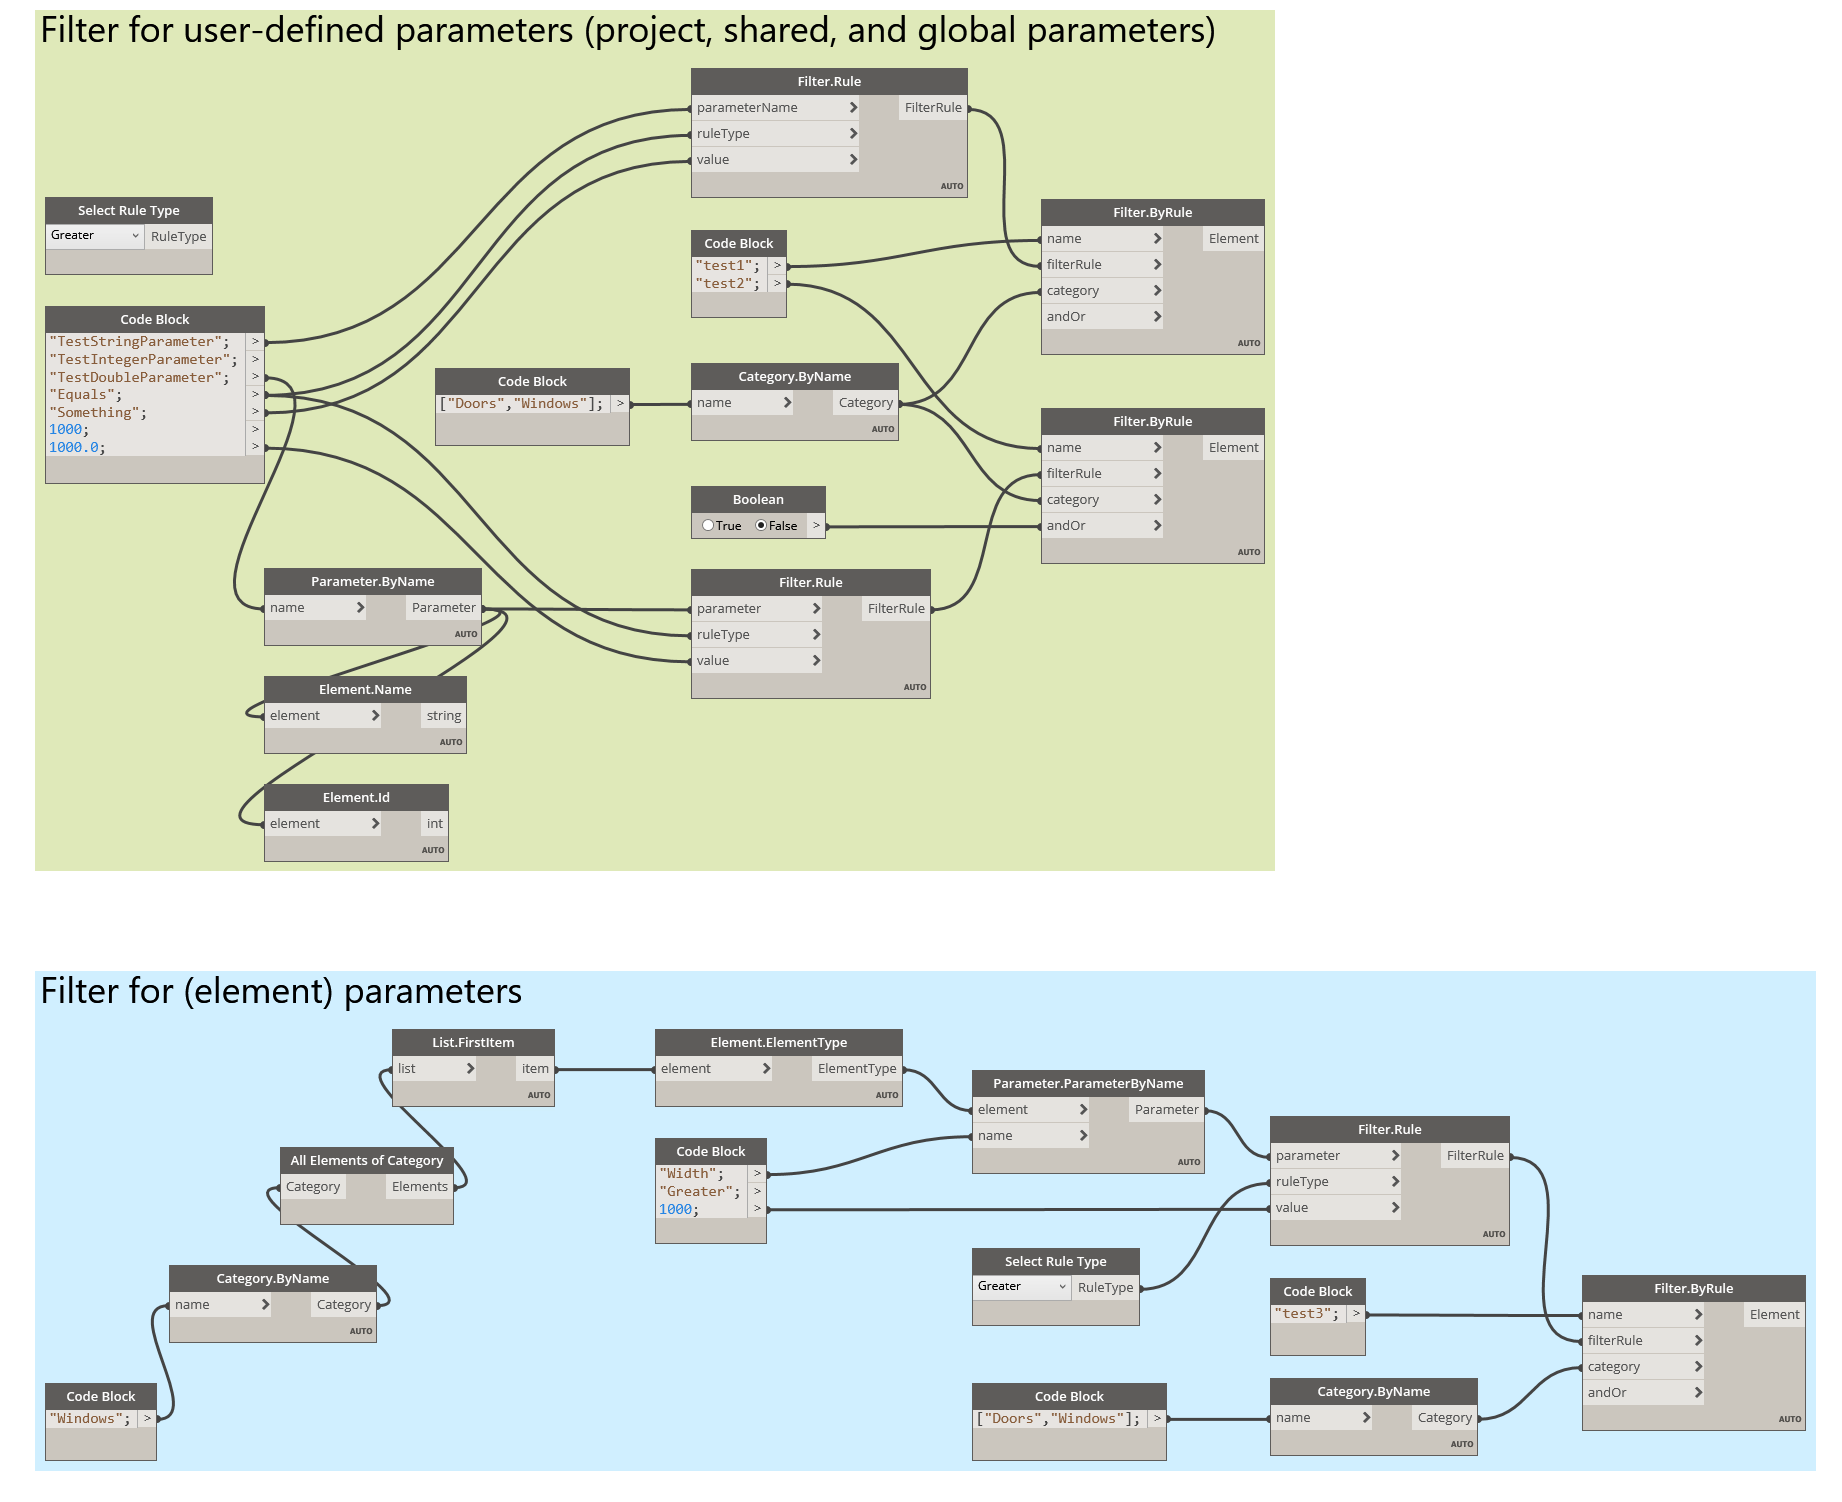 Filter for user-defined parameters (project, shared, and global parameters)
Filter.Rule
parameterName > FilterRule
ruleType >
value >
AUTO
Select Rule Type
Greater RuleType
Code Block
"TestStringParameter"; >
"TestIntegerParameter"; >
"TestDoubleParameter"; >
"Equals"; >
"Something"; >
1000; >
1000.0; >
Code Block
"test1"; >
"test2"; >
Filter.ByRule
name > Element
filterRule >
category >
andOr >
AUTO
Code Block
["Doors","Windows"]; >
Category.ByName
name > Category
AUTO
Filter.ByRule
name > Element
filterRule >
category >
andOr >
AUTO
Boolean
True False >
Parameter.ByName
name > Parameter
AUTO
Filter.Rule
parameter > FilterRule
ruleType >
value >
AUTO
Element.Name
element > string
AUTO
Element.Id
element > int
AUTO
Filter for (element) parameters
List.FirstItem
list > item
AUTO
Element.ElementType
element > ElementType
AUTO
Parameter.ParameterByName
element > Parameter
name >
AUTO
Code Block
"Width"; >
"Greater"; >
1000; >
Filter.Rule
parameter > FilterRule
ruleType >
value >
AUTO
All Elements of Category
Category Elements
Select Rule Type
Greater RuleType
Category.ByName
name > Category
AUTO
Code Block
"test3"; >
Filter.ByRule
name > Element
filterRule >
category >
andOr >
AUTO
Code Block
"Windows"; >
Code Block
["Doors","Windows"]; >
Category.ByName
name > Category
AUTO